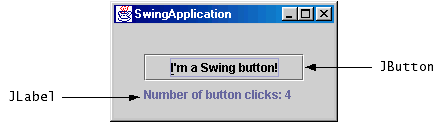 SwingApplication
I'm a Swing button!
JButton
JLabel
Number of button clicks: 4